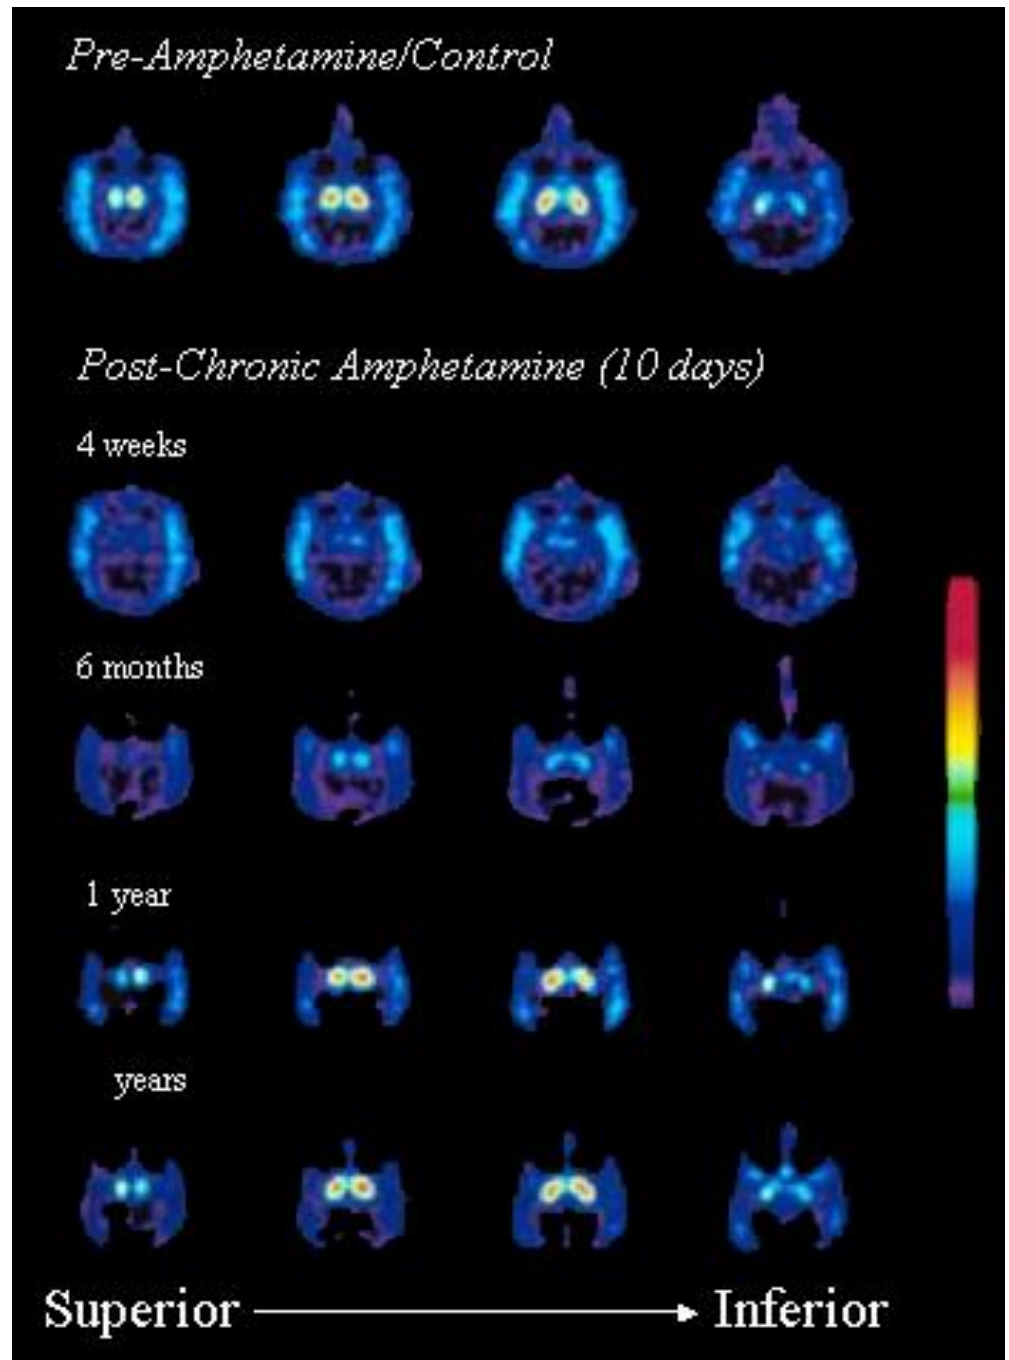 Pre-Amphetamine/Control
Post-Chronic Amphetamine (10 days)
4 weeks
6 months
1 year
years
Superior
Inferior